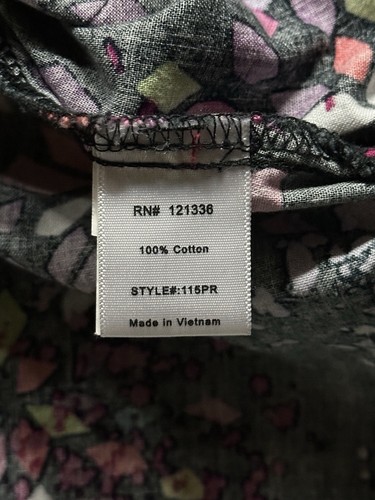 RN# 121336
100% Cotton
STYLE#:115PR
Made in Vietnam